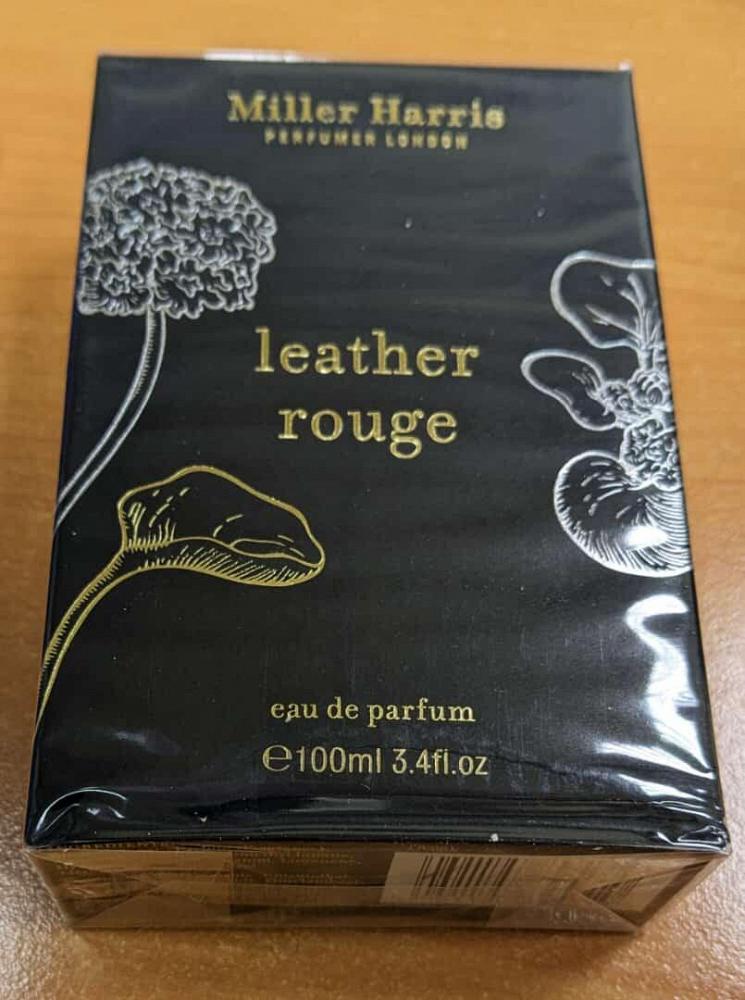 Miller Harris
PERFUMER LONDON
leather
rouge
eau de parfum
℮100ml 3.4fl.oz